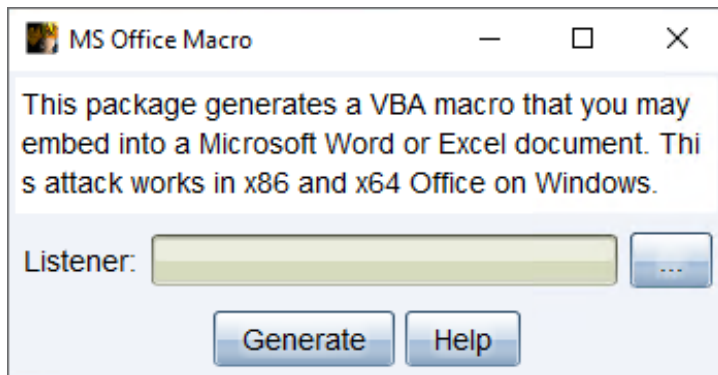 MS Office Macro
This package generates a VBA macro that you may
embed into a Microsoft Word or Excel document. Thi
s attack works in x86 and x64 Office on Windows.
Listener:
...
Generate Help